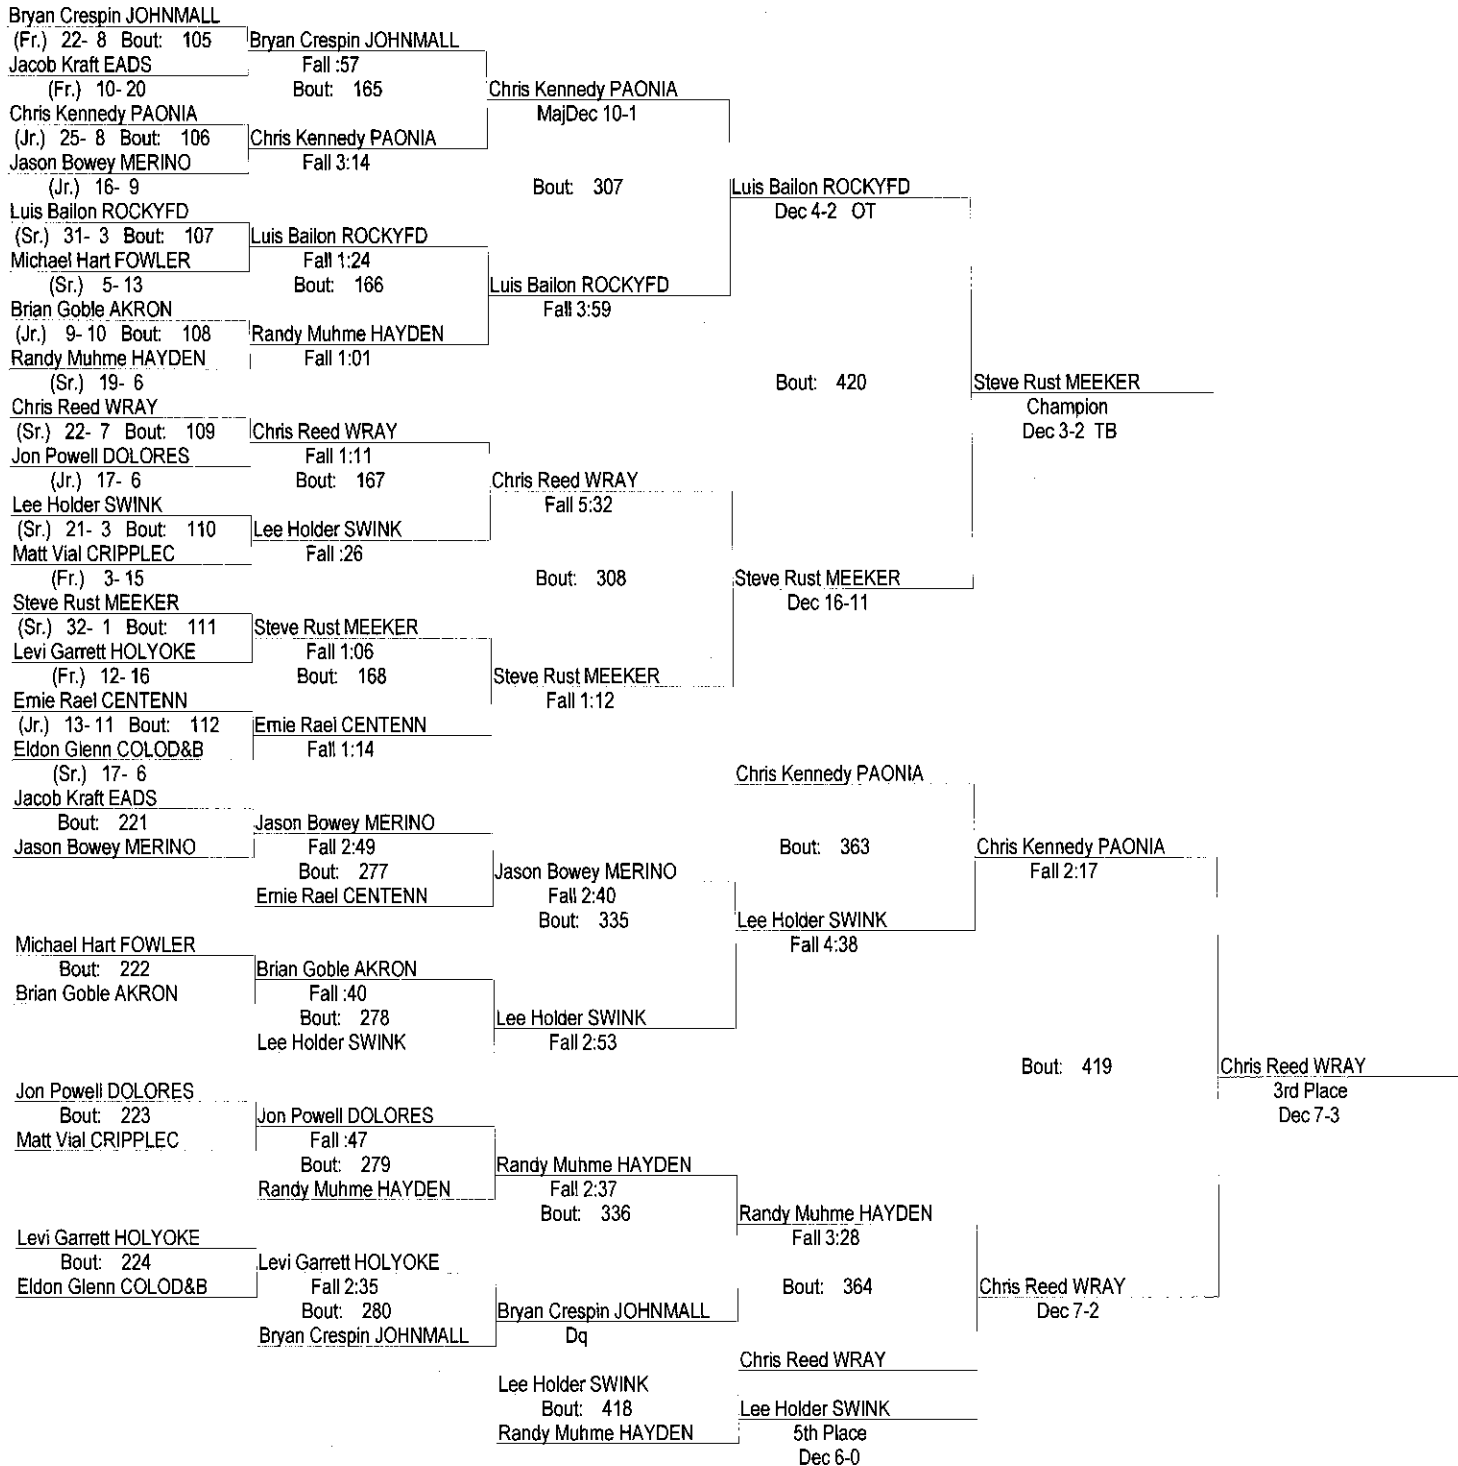 Bryan Crespin JOHNMALL
(Fr.) 22- 8 Bout: 105
Jacob Kraft EADS
(Fr.) 10- 20
Chris Kennedy PAONIA
(Jr.) 25- 8 Bout: 106
Jason Bowey MERINO
(Jr.) 16- 9
Luis Bailon ROCKYFD
(Sr.) 31- 3 Bout: 107
Michael Hart FOWLER
(Sr.) 5- 13
Brian Goble AKRON
(Jr.) 9- 10 Bout: 108
Randy Muhme HAYDEN
(Sr.) 19- 6
Chris Reed WRAY
(Sr.) 22- 7 Bout: 109
Jon Powell DOLORES
(Jr.) 17- 6
Lee Holder SWINK
(Sr.) 21- 3 Bout: 110
Matt Vial CRIPPLEC
(Fr.) 3- 15
Steve Rust MEEKER
(Sr.) 32- 1 Bout: 111
Levi Garrett HOLYOKE
(Fr.) 12- 16
Ernie Rael CENTENN
(Jr.) 13- 11 Bout: 112
Eldon Glenn COLOD&B
(Sr.) 17- 6
Bryan Crespin JOHNMALL
Fall :57
Bout: 165
Chris Kennedy PAONIA
Fall 3:14
Luis Bailon ROCKYFD
Fall 1:24
Bout: 166
Randy Muhme HAYDEN
Fall 1:01
Chris Reed WRAY
Fall 1:11
Bout: 167
Lee Holder SWINK
Fall :26
Steve Rust MEEKER
Fall 1:06
Bout: 168
Ernie Rael CENTENN
Fall 1:14
Chris Kennedy PAONIA
MajDec 10-1
Bout: 307
Luis Bailon ROCKYFD
Fall 3:59
Chris Reed WRAY
Fall 5:32
Bout: 308
Steve Rust MEEKER
Fall 1:12
Luis Bailon ROCKYFD
Dec 4-2 OT
Bout: 420
Steve Rust MEEKER
Dec 16-11
Steve Rust MEEKER
Champion
Dec 3-2 TB
Jacob Kraft EADS
Bout: 221
Jason Bowey MERINO
Michael Hart FOWLER
Bout: 222
Brian Goble AKRON
Jon Powell DOLORES
Bout: 223
Matt Vial CRIPPLEC
Levi Garrett HOLYOKE
Bout: 224
Eldon Glenn COLOD&B
Jason Bowey MERINO
Fall 2:49
Bout: 277
Ernie Rael CENTENN
Brian Goble AKRON
Fall :40
Bout: 278
Lee Holder SWINK
Jon Powell DOLORES
Fall :47
Bout: 279
Randy Muhme HAYDEN
Levi Garrett HOLYOKE
Fall 2:35
Bout: 280
Bryan Crespin JOHNMALL
Jason Bowey MERINO
Fall 2:40
Bout: 335
Lee Holder SWINK
Fall 2:53
Randy Muhme HAYDEN
Fall 2:37
Bout: 336
Bryan Crespin JOHNMALL
Dq
Chris Kennedy PAONIA
Bout: 363
Lee Holder SWINK
Fall 4:38
Randy Muhme HAYDEN
Fall 3:28
Bout: 364
Chris Reed WRAY
Chris Kennedy PAONIA
Fall 2:17
Bout: 419
Chris Reed WRAY
Dec 7-2
Chris Reed WRAY
3rd Place
Dec 7-3
Lee Holder SWINK
Bout: 418
Randy Muhme HAYDEN
Lee Holder SWINK
5th Place
Dec 6-0